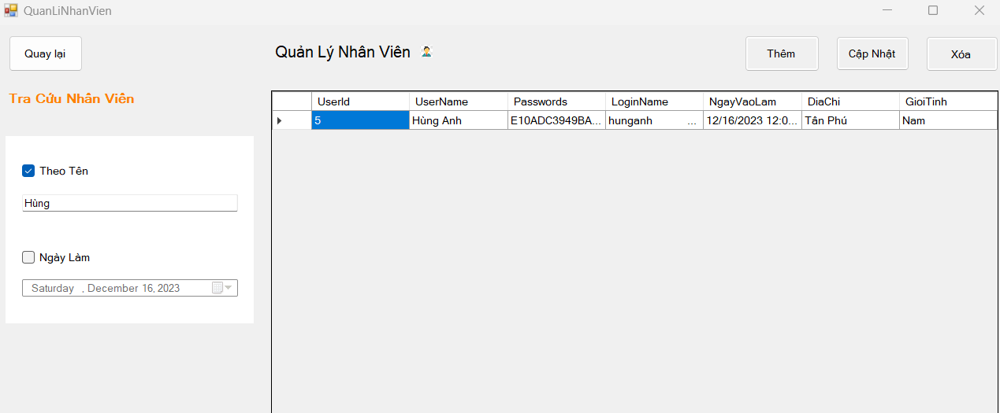 QuanLiNhanVien
Quay lại
Quản Lý Nhân Viên
Thêm
Cập Nhật
Xóa
Tra Cứu Nhân Viên
Theo Tên
Hùng
Ngày Làm
Saturday , December 16, 2023
UserId UserName Passwords LoginName NgayVaoLam DiaChi GioiTinh
5 Hùng Anh E10ADC3949BA... hunganh ... 12/16/2023 12:0... Tân Phú Nam